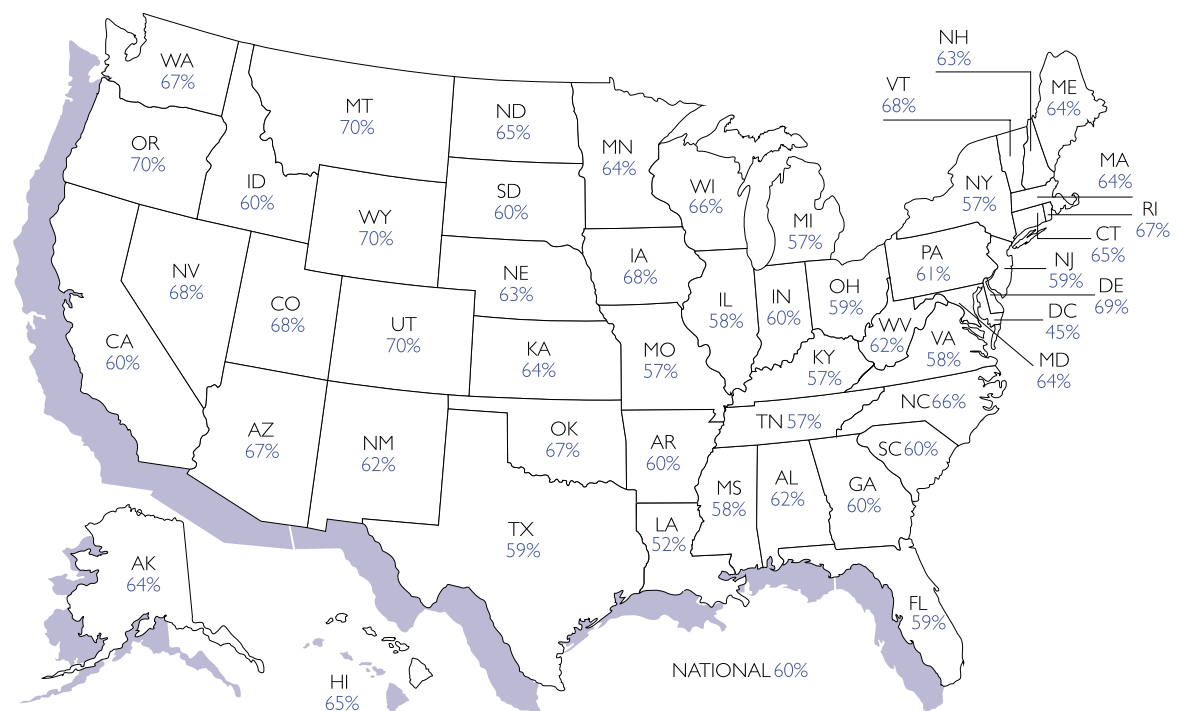 NH
63%
VT
68%
ME
64%
WA
67%
MT
70%
ND
65%
MN
64%
OR
70%
ID
60%
SD
60%
WI
66%
MI
57%
NY
57%
MA
64%
RI
67%
CT
65%
WY
70%
NV
68%
CO
68%
UT
70%
NE
63%
IA
68%
PA
61%
NJ
59%
DE
69%
DC
45%
MD
64%
IL
58%
IN
60%
OH
59%
WV
62%
VA
58%
CA
60%
KA
64%
MO
57%
KY
57%
NC 66%
TN 57%
AZ
67%
NM
62%
OK
67%
AR
60%
SC 60%
MS
58%
AL
62%
GA
60%
TX
59%
LA
52%
AK
64%
FL
59%
HI
65%
NATIONAL 60%